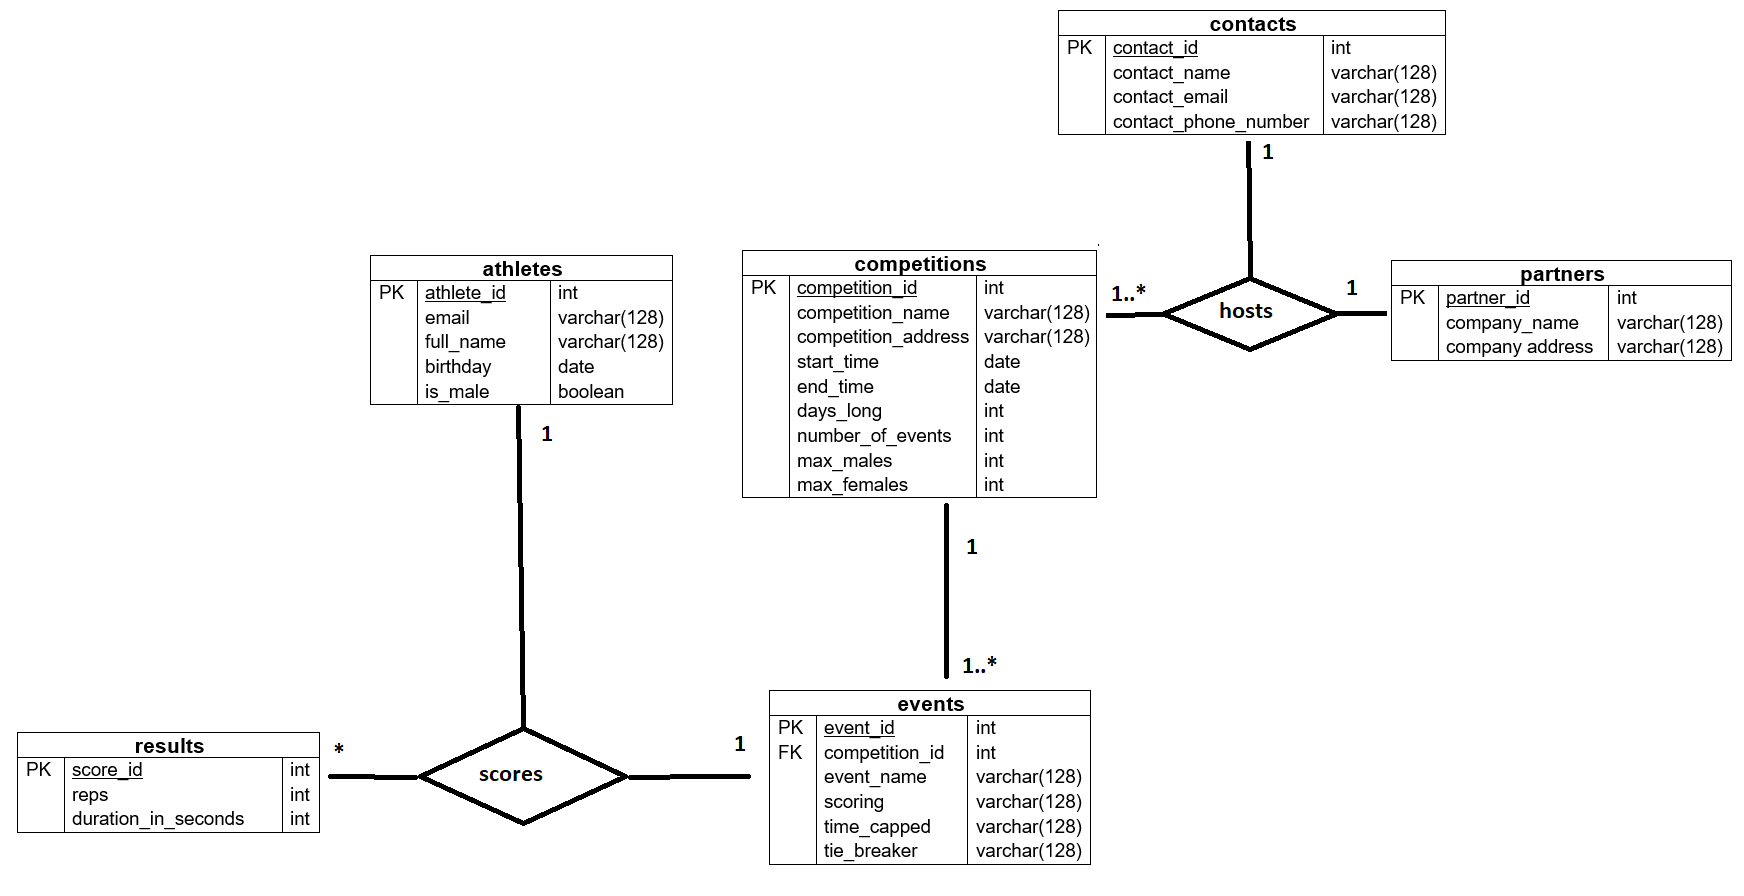 contacts
PK contact_id int
contact_name varchar(128)
contact_email varchar(128)
contact_phone_number varchar(128)
1
athletes
PK athlete_id int
email varchar(128)
full_name varchar(128)
birthday date
is_male boolean
1
competitions
PK competition_id int
competition_name varchar(128)
competition_address varchar(128)
start_time date
end_time date
days_long int
number_of_events int
max_males int
max_females int
1..*
hosts
1
partners
PK partner_id int
company_name varchar(128)
company address varchar(128)
1
1..*
results
PK score_id int
reps int
duration_in_seconds int
*
scores
1
events
PK event_id int
FK competition_id int
event_name varchar(128)
scoring varchar(128)
time_capped varchar(128)
tie_breaker varchar(128)